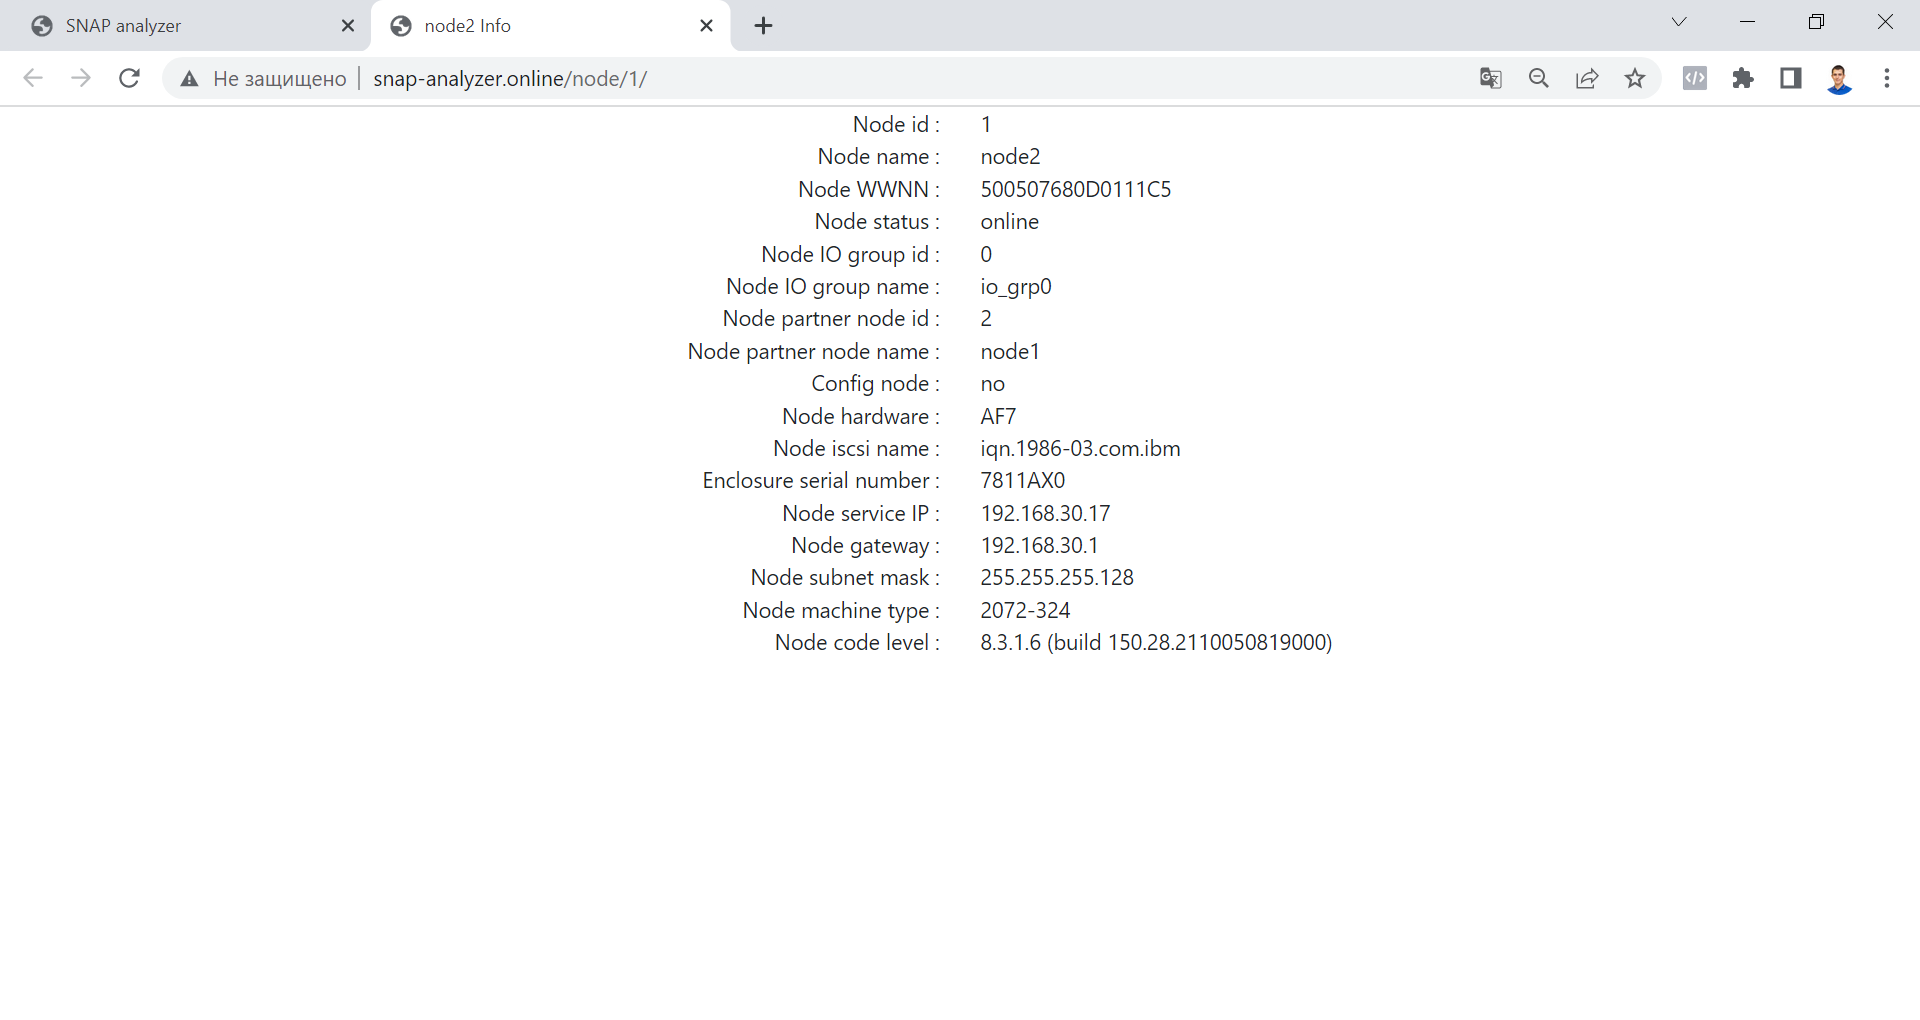 SNAP analyzer
node2 Info
Не защищено
snap-analyzer.online/node/1/
Node id : 1
Node name : node2
Node WWNN : 500507680D0111C5
Node status : online
Node IO group id : 0
Node IO group name : io_grp0
Node partner node id : 2
Node partner node name : node1
Config node : no
Node hardware : AF7
Node iscsi name : iqn.1986-03.com.ibm
Enclosure serial number : 7811AX0
Node service IP : 192.168.30.17
Node gateway : 192.168.30.1
Node subnet mask : 255.255.255.128
Node machine type : 2072-324
Node code level : 8.3.1.6 (build 150.28.2110050819000)